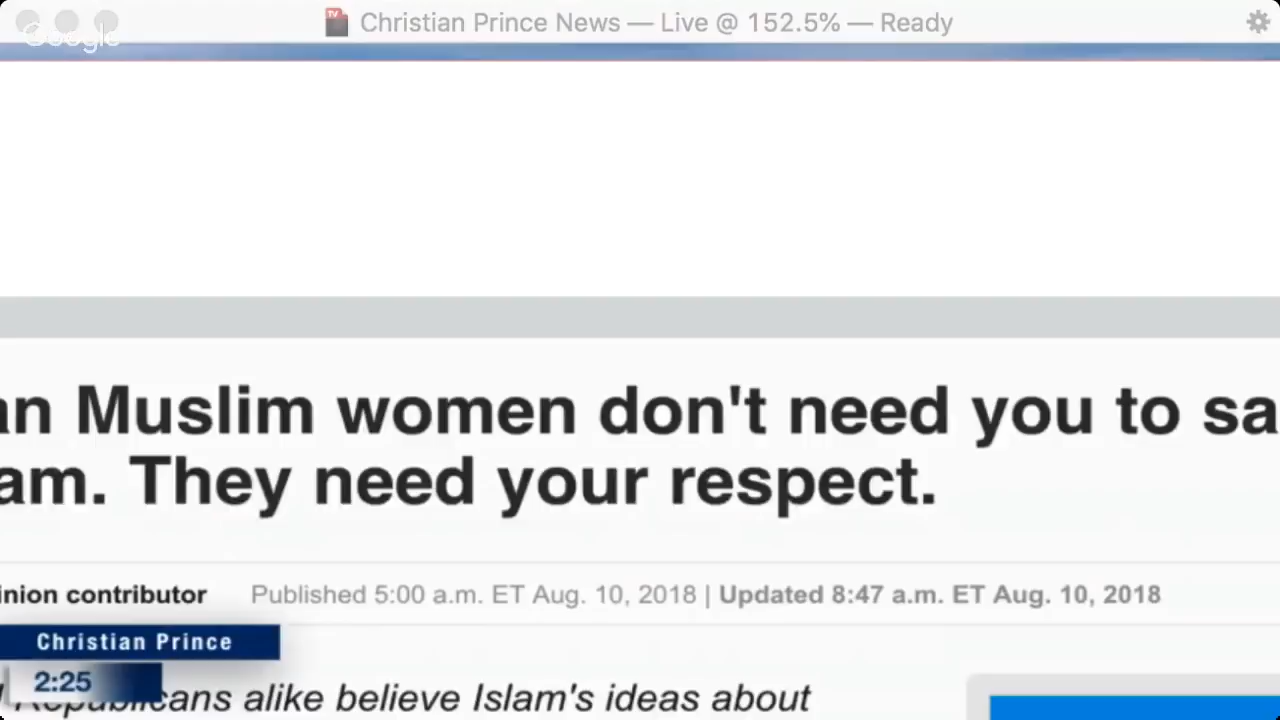 Christian Prince News — Live @ 152.5% — Ready
Google
an Muslim women don't need you to sa
am. They need your respect.
inion contributor Published 5:00 a.m. ET Aug. 10, 2018 | Updated 8:47 a.m. ET Aug. 10, 2018
Christian Prince
2:25
Republicans alike believe Islam's ideas about